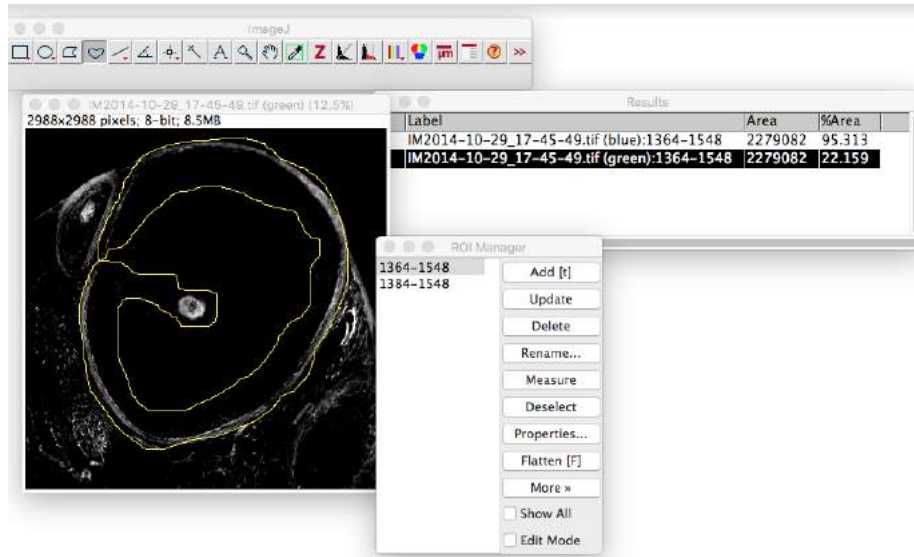 ImageJ
A
Z
µm
?
>>
IM2014-10-29_17-45-49.tif (green) (12.5%)
2988x2988 pixels; 8-bit; 8.5MB
Results
Label Area %Area
IM2014-10-29_17-45-49.tif (blue):1364-1548 2279082 95.313
IM2014-10-29_17-45-49.tif (green):1364-1548 2279082 22.159
ROI Manager
1364-1548
1384-1548
Add [t]
Update
Delete
Rename...
Measure
Deselect
Properties...
Flatten [F]
More »
Show All
Edit Mode